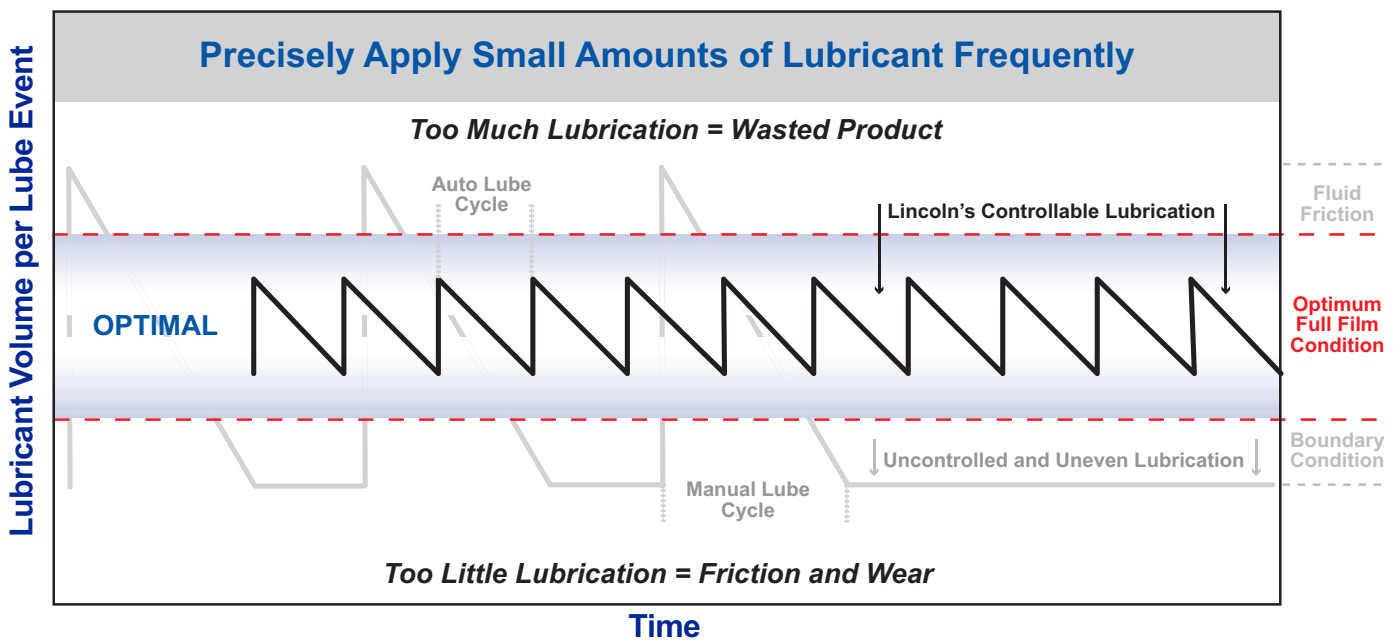 Precisely Apply Small Amounts of Lubricant Frequently
Too Much Lubrication = Wasted Product
Lubricant Volume per Lube Event
Auto Lube
Cycle
Lincoln's Controllable Lubrication
Fluid
Friction
OPTIMAL
Optimum
Full Film
Condition
Uncontrolled and Uneven Lubrication
Boundary
Condition
Manual Lube
Cycle
Too Little Lubrication = Friction and Wear
Time